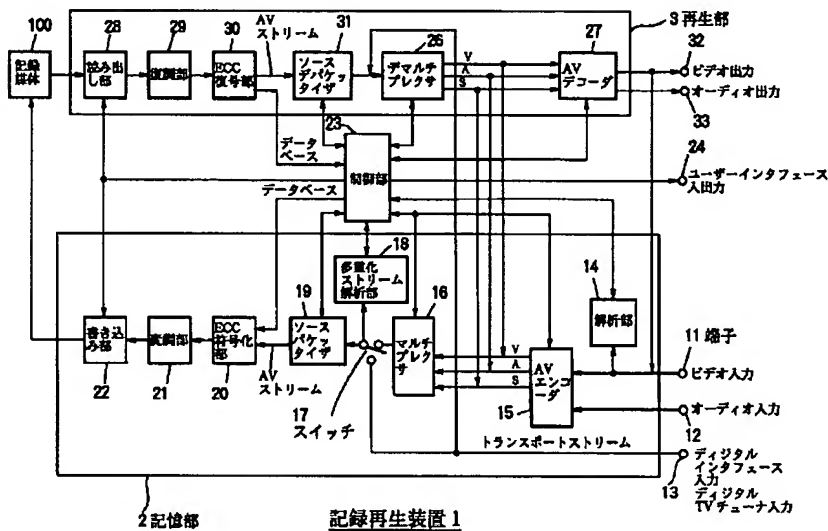 3 再生部
100
28
29
30
AV
ストリーム
31
26
27
32
記録
媒体
読み出
し部
復調部
ECC
復号部
ソース
デパケッ
タイザ
デマルチ
プレクサ
V
A
S
AV
デコーダ
ビデオ出力
オーディオ出力
33
23
データ
ベース
制御部
24
ユーザーインタフェース
入出力
データベース
18
多重化
ストリーム
解析部
14
解析部
19
16
書き込
み部
変調部
ECC
符号化
部
ソース
パケッ
タイザ
マルチ
プレク
サ
V
A
S
AV
エンコ
ーダ
11 端子
ビデオ入力
22
21
20
AV
ストリーム
17
スイッチ
15
オーディオ入力
12
トランスポートストリーム
13
ディジタル
インタフェース
入力
ディジタル
TVチューナ入力
2 記憶部
記録再生装置 1